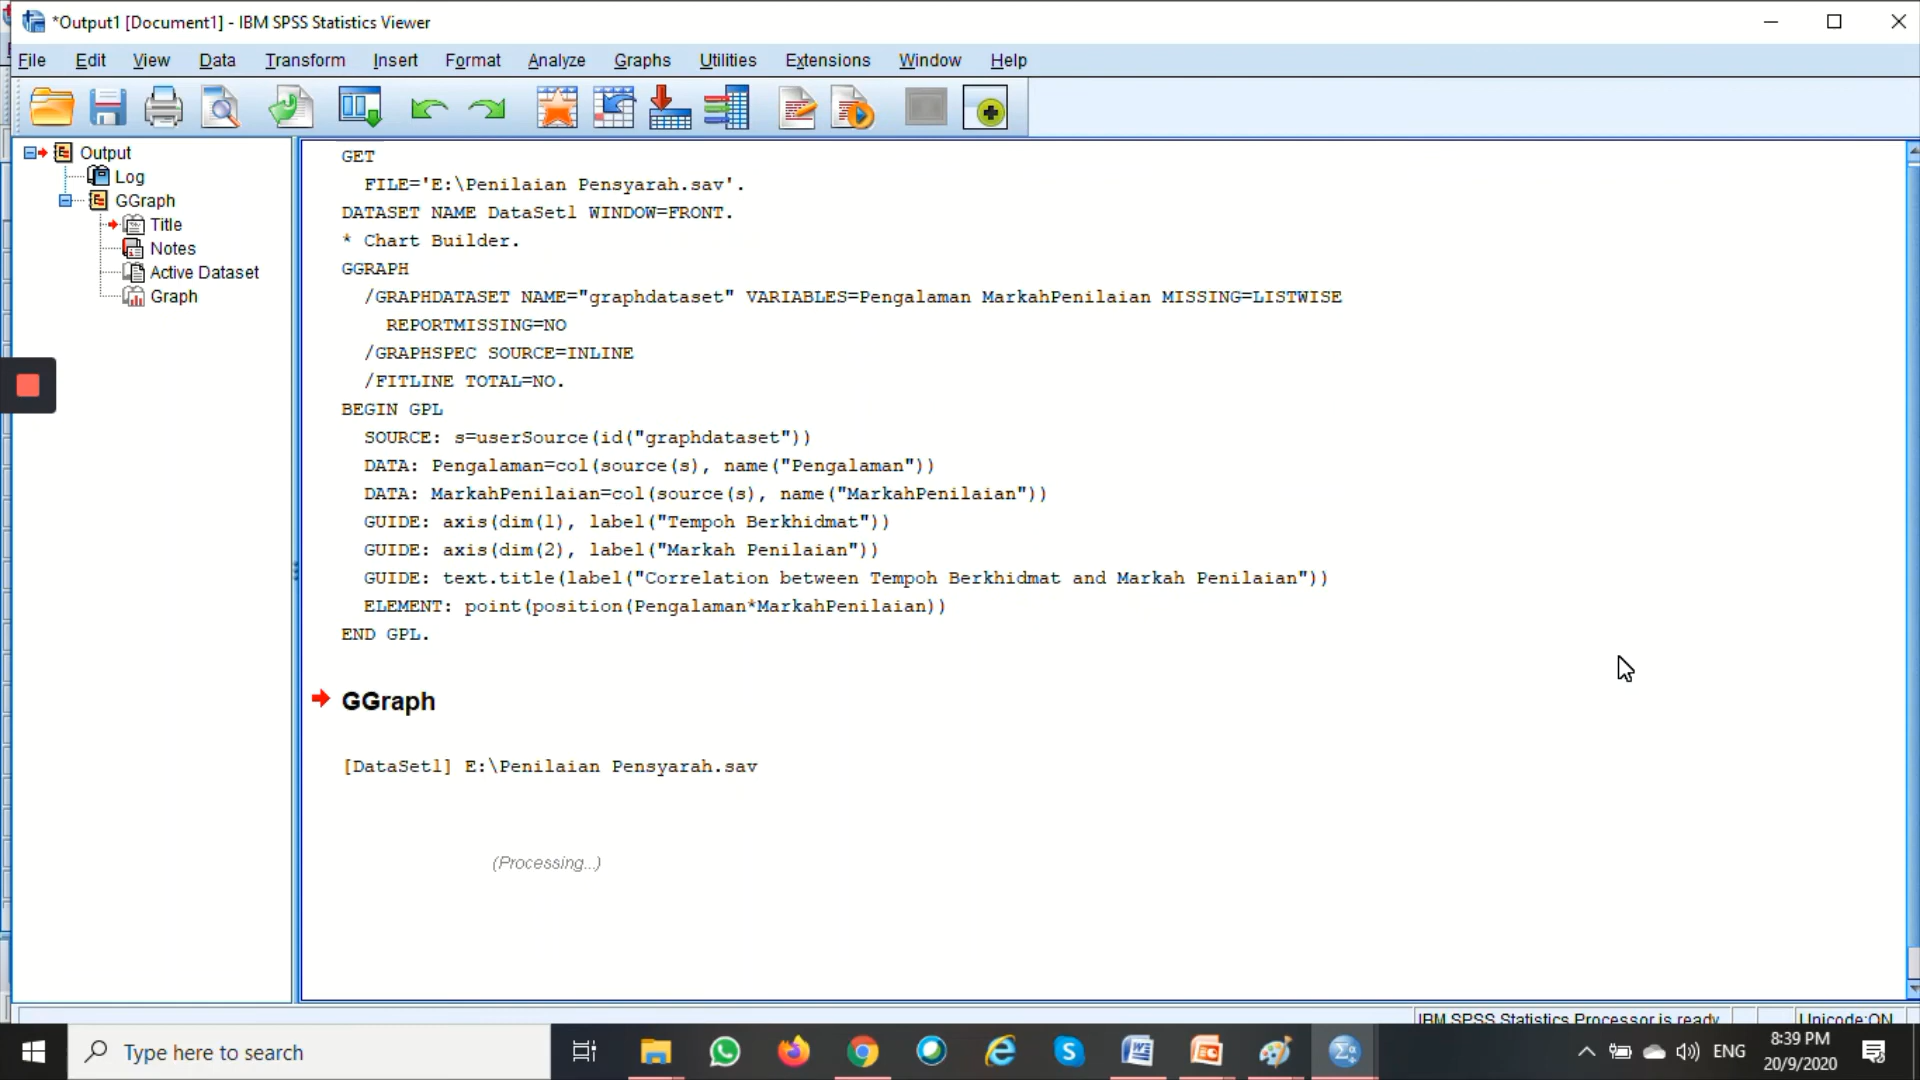 *Output1 [Document1] - IBM SPSS Statistics Viewer
File Edit View Data Transform Insert Format Analyze Graphs Utilities Extensions Window Help
Output
Log
GGraph
Title
Notes
Active Dataset
Graph
GET
FILE='E:\Penilaian Pensyarah.sav'.
DATASET NAME DataSet1 WINDOW=FRONT.
* Chart Builder.
GGRAPH
/GRAPHDATASET NAME="graphdataset" VARIABLES=Pengalaman MarkahPenilaian MISSING=LISTWISE
REPORTMISSING=NO
/GRAPHSPEC SOURCE=INLINE
/FITLINE TOTAL=NO.
BEGIN GPL
SOURCE: s=userSource(id("graphdataset"))
DATA: Pengalaman=col(source(s), name("Pengalaman"))
DATA: MarkahPenilaian=col(source(s), name("MarkahPenilaian"))
GUIDE: axis(dim(1), label("Tempoh Berkhidmat"))
GUIDE: axis(dim(2), label("Markah Penilaian"))
GUIDE: text.title(label("Correlation between Tempoh Berkhidmat and Markah Penilaian"))
ELEMENT: point(position(Pengalaman*MarkahPenilaian))
END GPL.
GGraph
[DataSet1] E:\Penilaian Pensyarah.sav
(Processing...)
IBM SPSS Statistics Processor is ready Unicode:ON
Type here to search
ENG
8:39 PM
20/9/2020